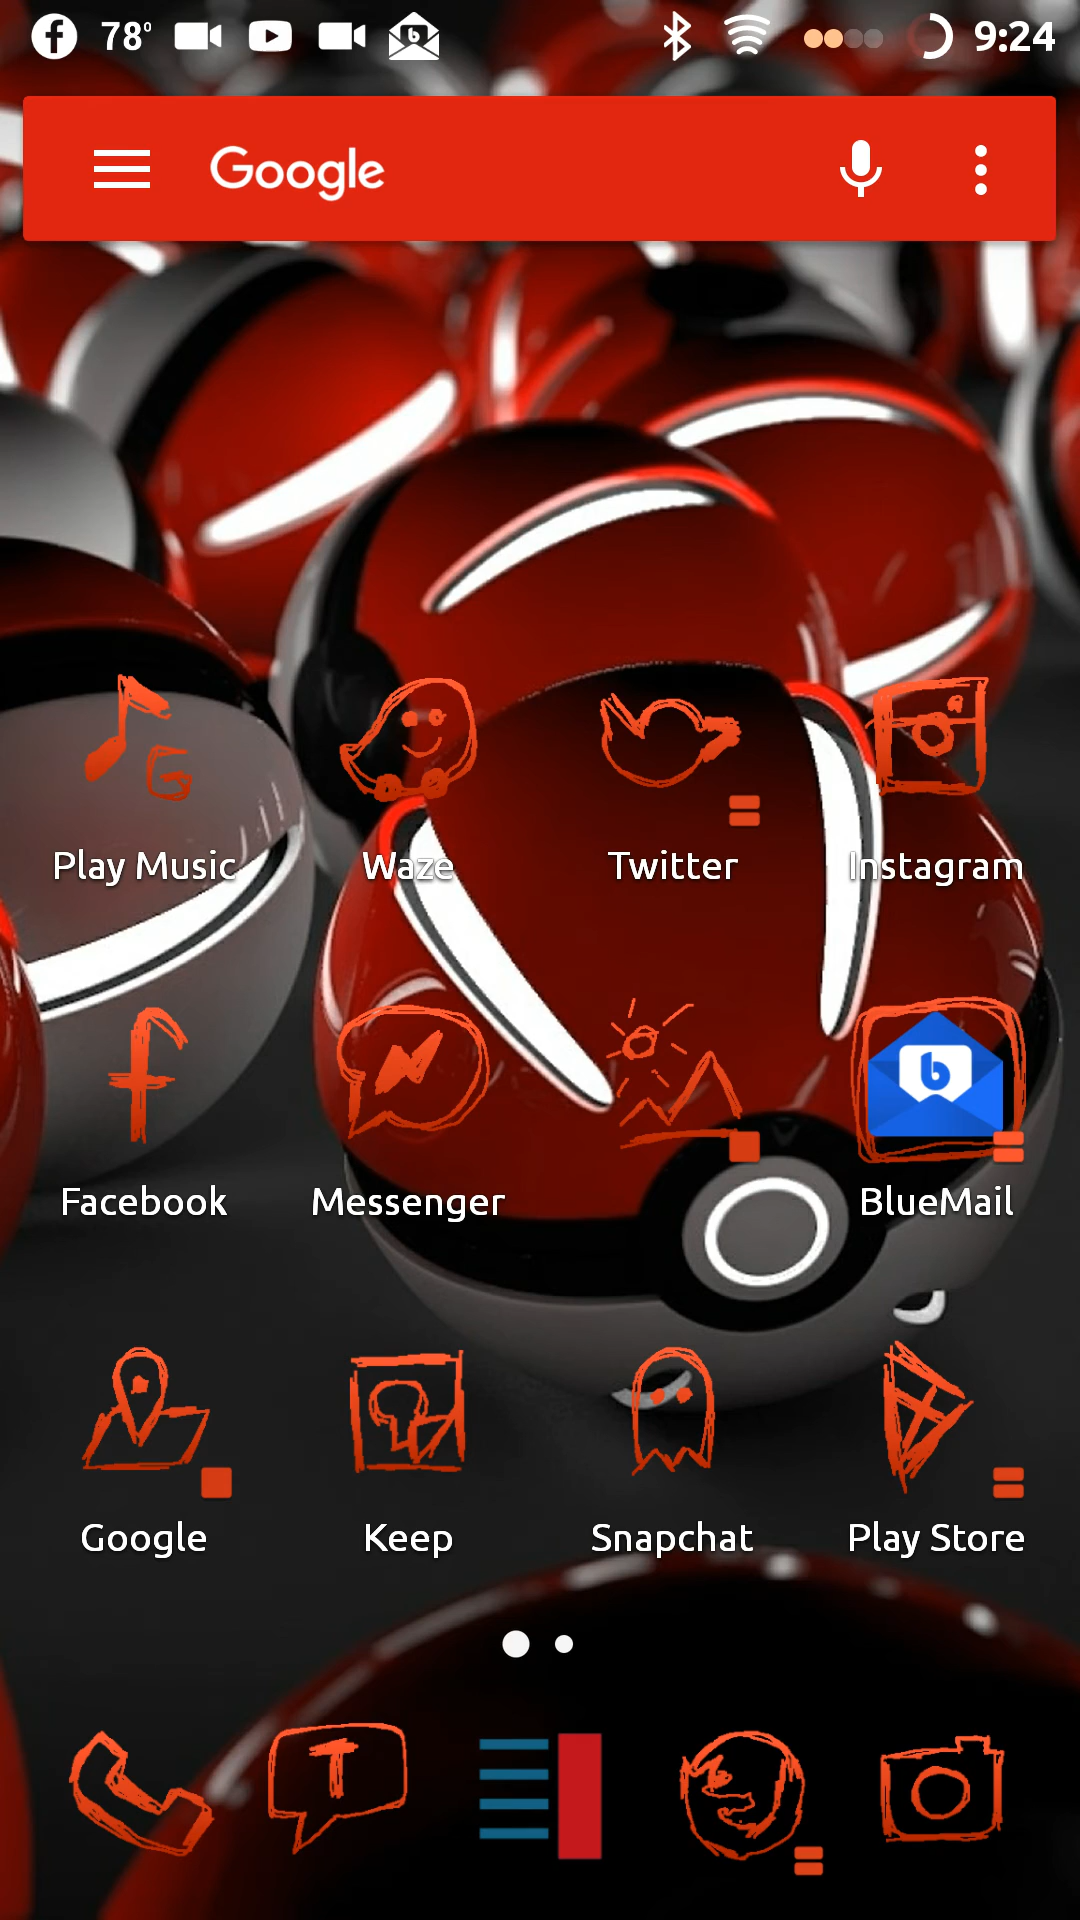 78° 9:24
Google
Play Music Waze Twitter Instagram
Facebook Messenger BlueMail
Google Keep Snapchat Play Store
T